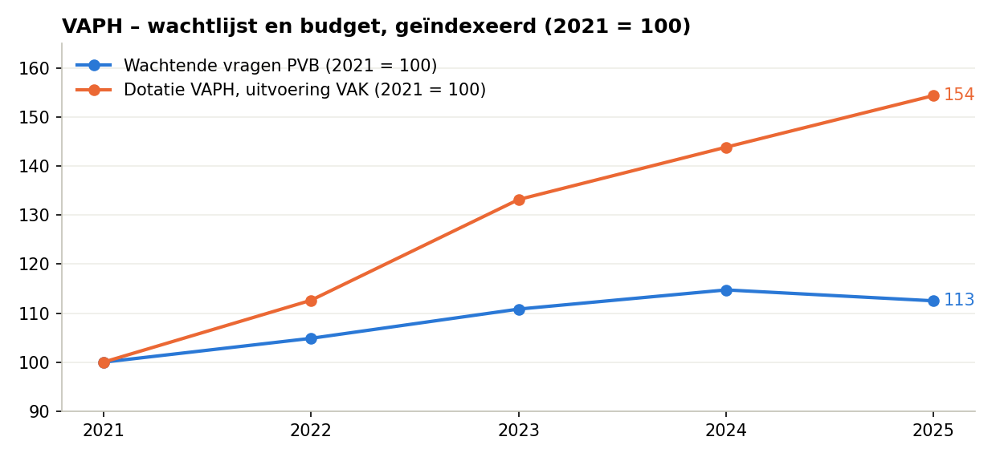 VAPH – wachtlijst en budget, geïndexeerd (2021 = 100)
Wachtende vragen PVB (2021 = 100)
Dotatie VAPH, uitvoering VAK (2021 = 100)
160
150
140
130
120
110
100
90
154
113
2021 2022 2023 2024 2025